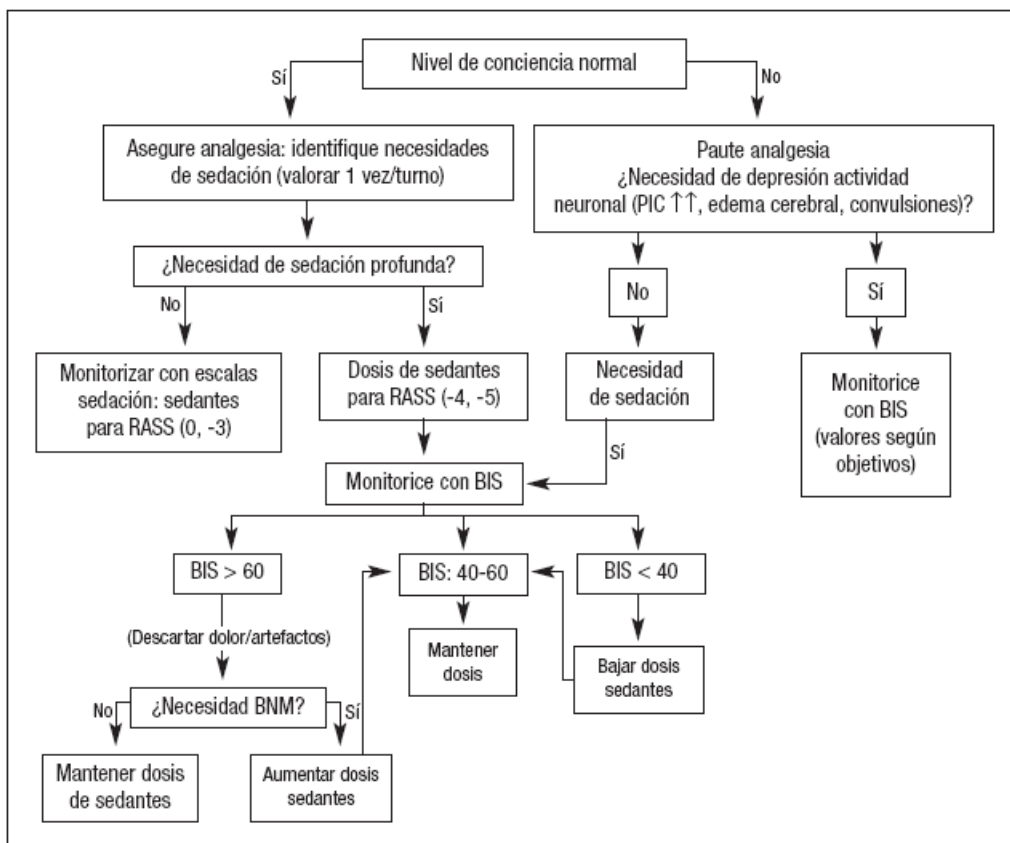 Nivel de conciencia normal
Sí
No
Asegure analgesia: identifique necesidades
de sedación (valorar 1 vez/turno)
Paute analgesia
¿Necesidad de depresión actividad
neuronal (PIC ↑↑, edema cerebral, convulsiones)?
¿Necesidad de sedación profunda?
No
Sí
No
Sí
Monitorizar con escalas
sedación: sedantes
para RASS (0, -3)
Dosis de sedantes
para RASS (-4, -5)
Necesidad
de sedación
Monitorice
con BIS
(valores según
objetivos)
Sí
Monitorice con BIS
BIS > 60
BIS: 40-60
BIS < 40
(Descartar dolor/artefactos)
Mantener
dosis
Bajar dosis
sedantes
¿Necesidad BNM?
No
Sí
Mantener dosis
de sedantes
Aumentar dosis
sedantes